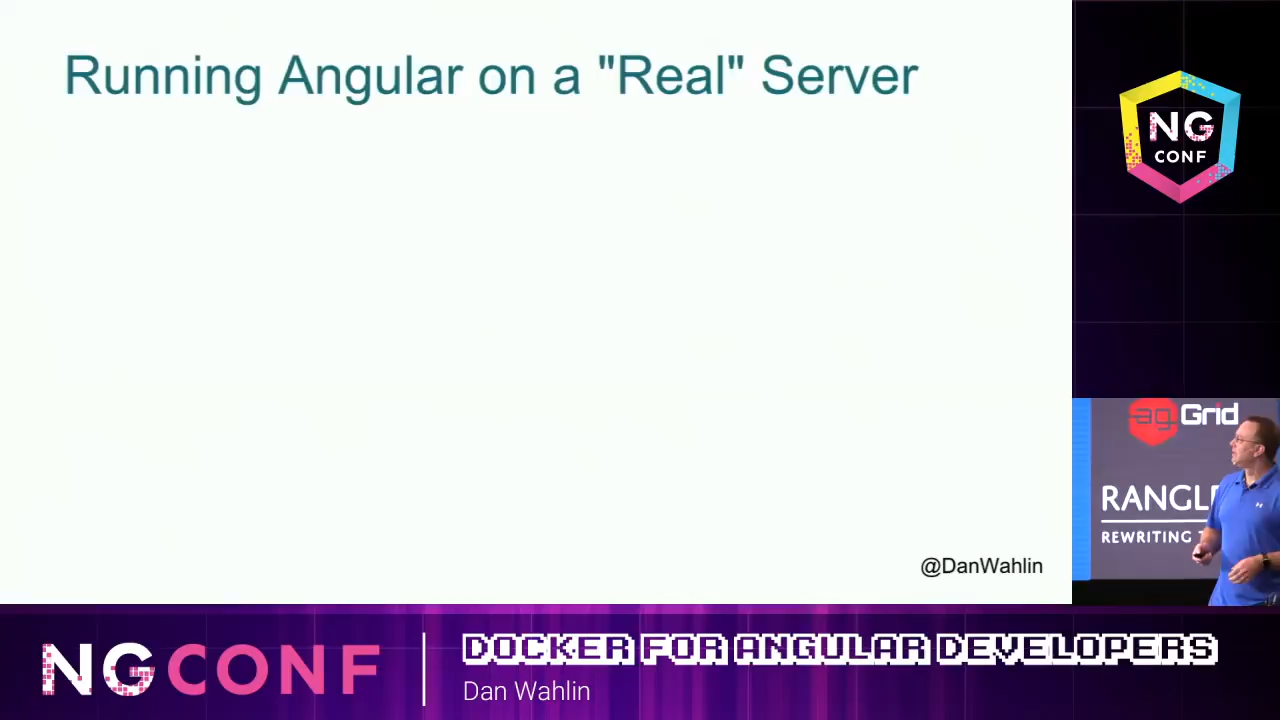 Running Angular on a "Real" Server
NG
CONF
ag Grid
RANGL
REWRITING
@DanWahlin
NGCONF
DOCKER FOR ANGULAR DEVELOPERS
Dan Wahlin